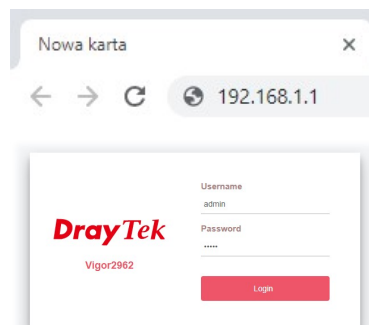 Nowa karta
192.168.1.1
Username
admin
DrayTek
Password
•••••
Vigor2962
Login